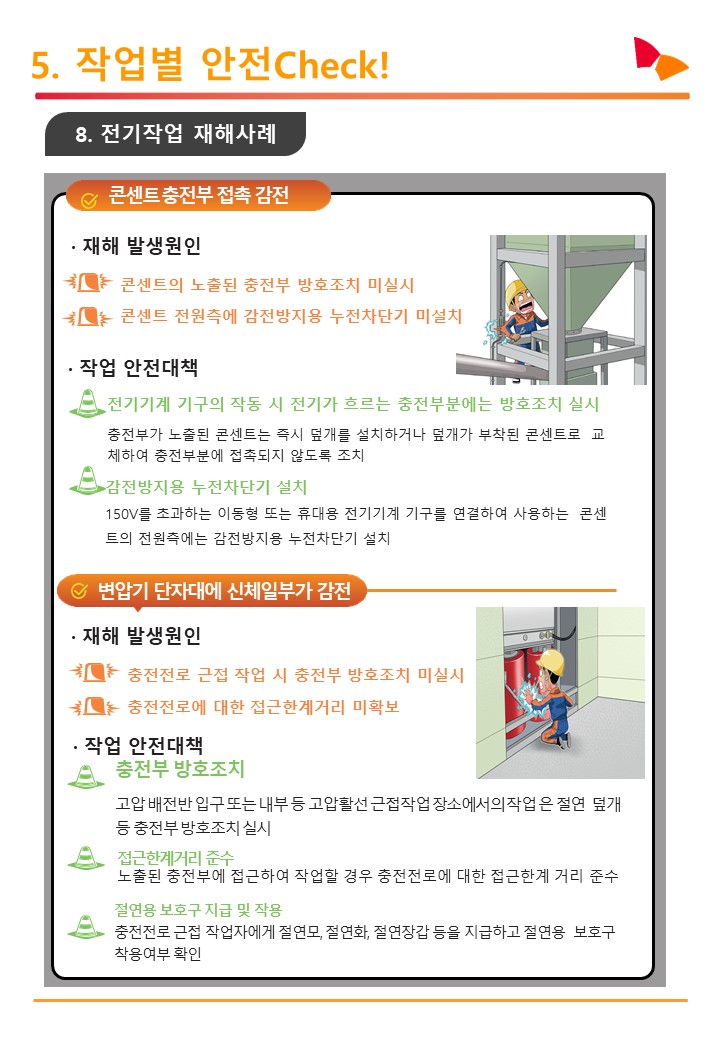 5. 작업별 안전Check!
8. 전기작업 재해사례
콘센트 충전부 접촉 감전
· 재해 발생원인
콘센트의 노출된 충전부 방호조치 미실시
콘센트 전원측에 감전방지용 누전차단기 미설치
· 작업 안전대책
전기기계 기구의 작동 시 전기가 흐르는 충전부분에는 방호조치 실시
충전부가 노출된 콘센트는 즉시 덮개를 설치하거나 덮개가 부착된 콘센트로 교
체하여 충전부분에 접촉되지 않도록 조치
감전방지용 누전차단기 설치
150V를 초과하는 이동형 또는 휴대용 전기기계 기구를 연결하여 사용하는 콘센
트의 전원측에는 감전방지용 누전차단기 설치
변압기 단자대에 신체일부가 감전
· 재해 발생원인
충전전로 근접 작업 시 충전부 방호조치 미실시
충전전로에 대한 접근한계거리 미확보
· 작업 안전대책
충전부 방호조치
고압 배전반 입구 또는 내부 등 고압활선 근접작업 장소에서의 작업 은 절연 덮개
등 충전부 방호조치 실시
접근한계거리 준수
노출된 충전부에 접근하여 작업할 경우 충전전로에 대한 접근한계 거리 준수
절연용 보호구 지급 및 작용
충전전로 근접 작업자에게 절연모, 절연화, 절연장갑 등을 지급하고 절연용 보호구
착용여부 확인